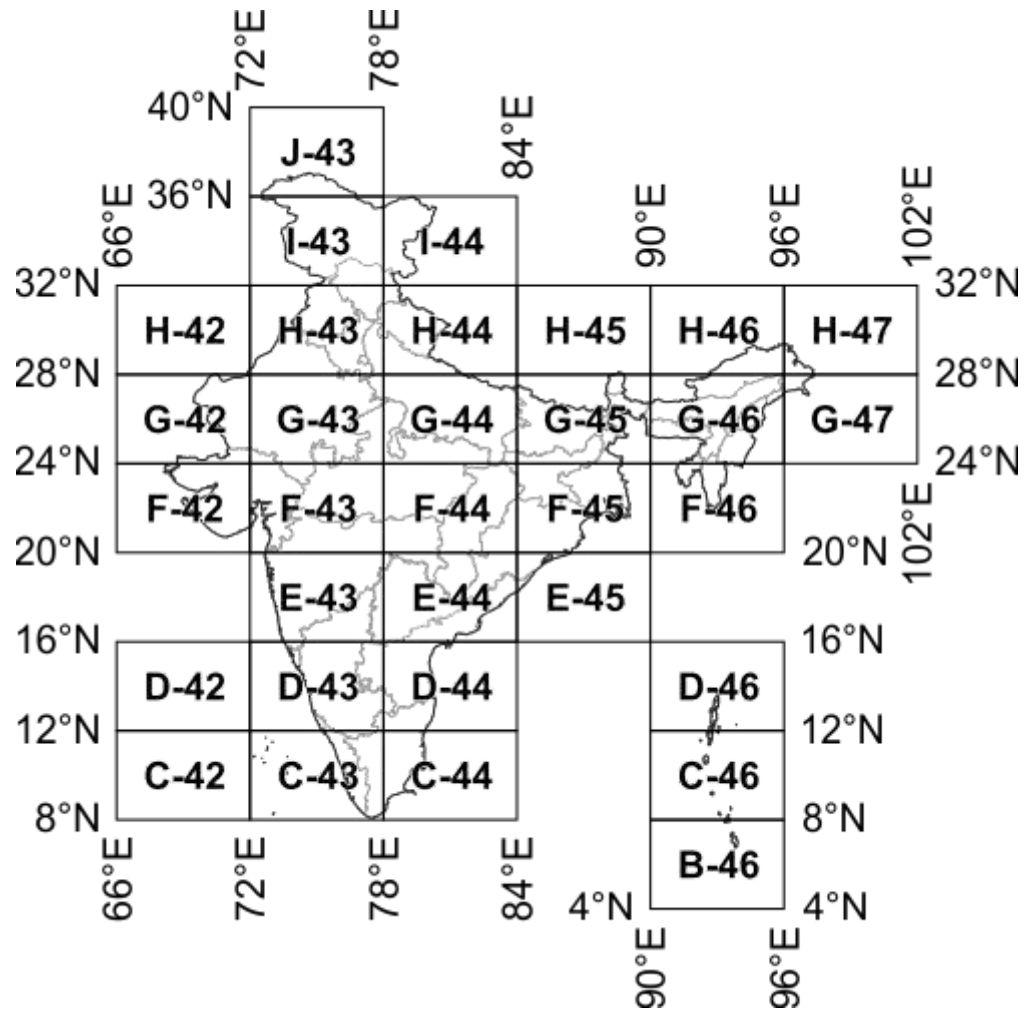 72°E 78°E
40°N
84°E
J-43
36°N
66°E 90°E 96°E 102°E
I-43 I-44
32°N 32°N
H-42 H-43 H-44 H-45 H-46 H-47
28°N 28°N
G-42 G-43 G-44 G-45 G-46 G-47
24°N 24°N
F-42 F-43 F-44 F-45 F-46
102°E
20°N 20°N
E-43 E-44 E-45
16°N 16°N
D-42 D-43 D-44 D-46
12°N 12°N
C-42 C-43 C-44 C-46
8°N 8°N
B-46
66°E 72°E 78°E 84°E
4°N 4°N
90°E 96°E